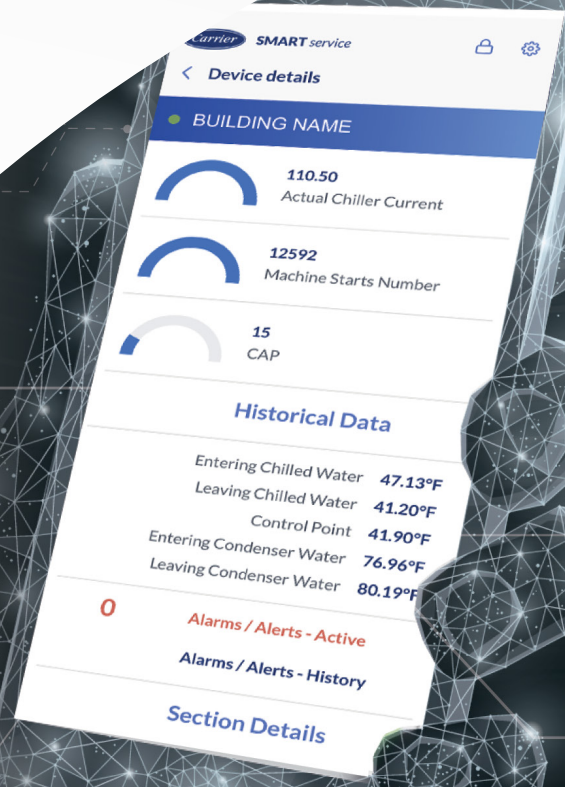 Carrier SMART service
Device details
BUILDING NAME
110.50
Actual Chiller Current
12592
Machine Starts Number
15
CAP
Historical Data
Entering Chilled Water 47.13°F
Leaving Chilled Water 41.20°F
Control Point 41.90°F
Entering Condenser Water 76.96°F
Leaving Condenser Water 80.19°F
0 Alarms / Alerts - Active
Alarms / Alerts - History
Section Details